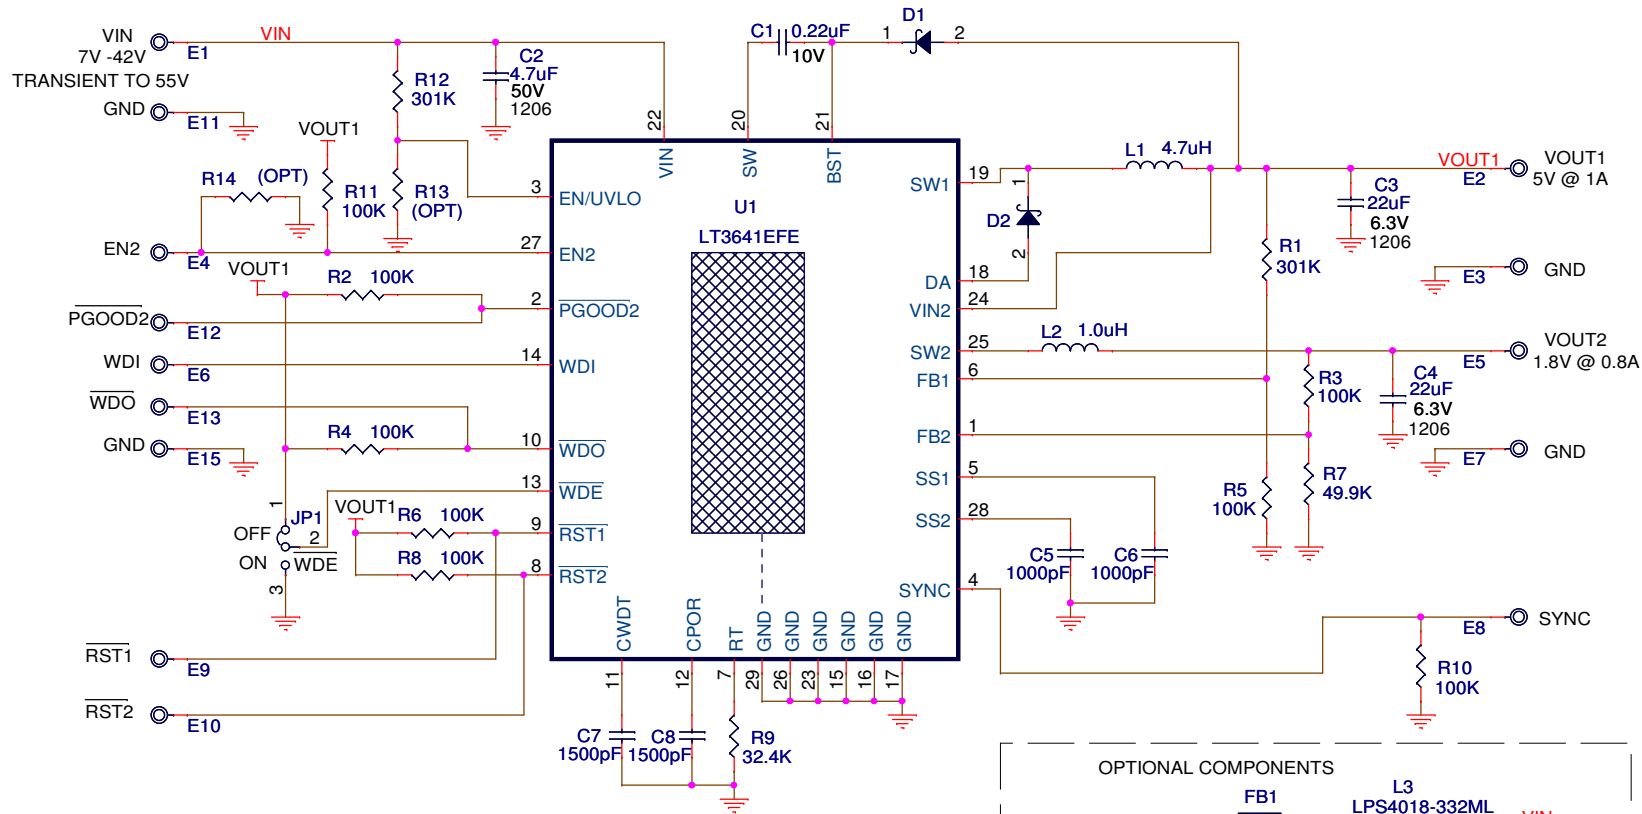 VIN
7V -42V
TRANSIENT TO 55V
E1
VIN
GND
E11
R12
301K
C2
4.7uF
50V
1206
C1
0.22uF
10V
D1
1
2
VOUT1
R14
(OPT)
R11
100K
R13
(OPT)
EN2
E4
VOUT1
R2
100K
PGOOD2
E12
WDI
E6
WDO
E13
GND
E15
R4
100K
1
JP1
OFF
2
ON
WDE
3
VOUT1
R6
100K
R8
100K
RST1
E9
RST2
E10
22
VIN
20
SW
21
BST
U1
LT3641EFE
3
EN/UVLO
27
EN2
2
PGOOD2
14
WDI
10
WDO
13
WDE
9
RST1
8
RST2
CWDT
CPOR
RT
GND
GND
GND
GND
GND
GND
11
12
7
29
26
23
15
16
17
C7
1500pF
C8
1500pF
R9
32.4K
SW1
19
DA
18
VIN2
24
SW2
25
FB1
6
FB2
1
SS1
5
SS2
28
SYNC
4
L1
4.7uH
1
D2
2
L2
1.0uH
R1
301K
VOUT1
E2
VOUT1
5V @ 1A
C3
22uF
6.3V
1206
E3
GND
VOUT2
1.8V @ 0.8A
E5
R3
100K
C4
22uF
6.3V
1206
E7
GND
R5
100K
R7
49.9K
C5
1000pF
C6
1000pF
E8
SYNC
R10
100K
OPTIONAL COMPONENTS
FB1
L3
LPS4018-332ML
VIN